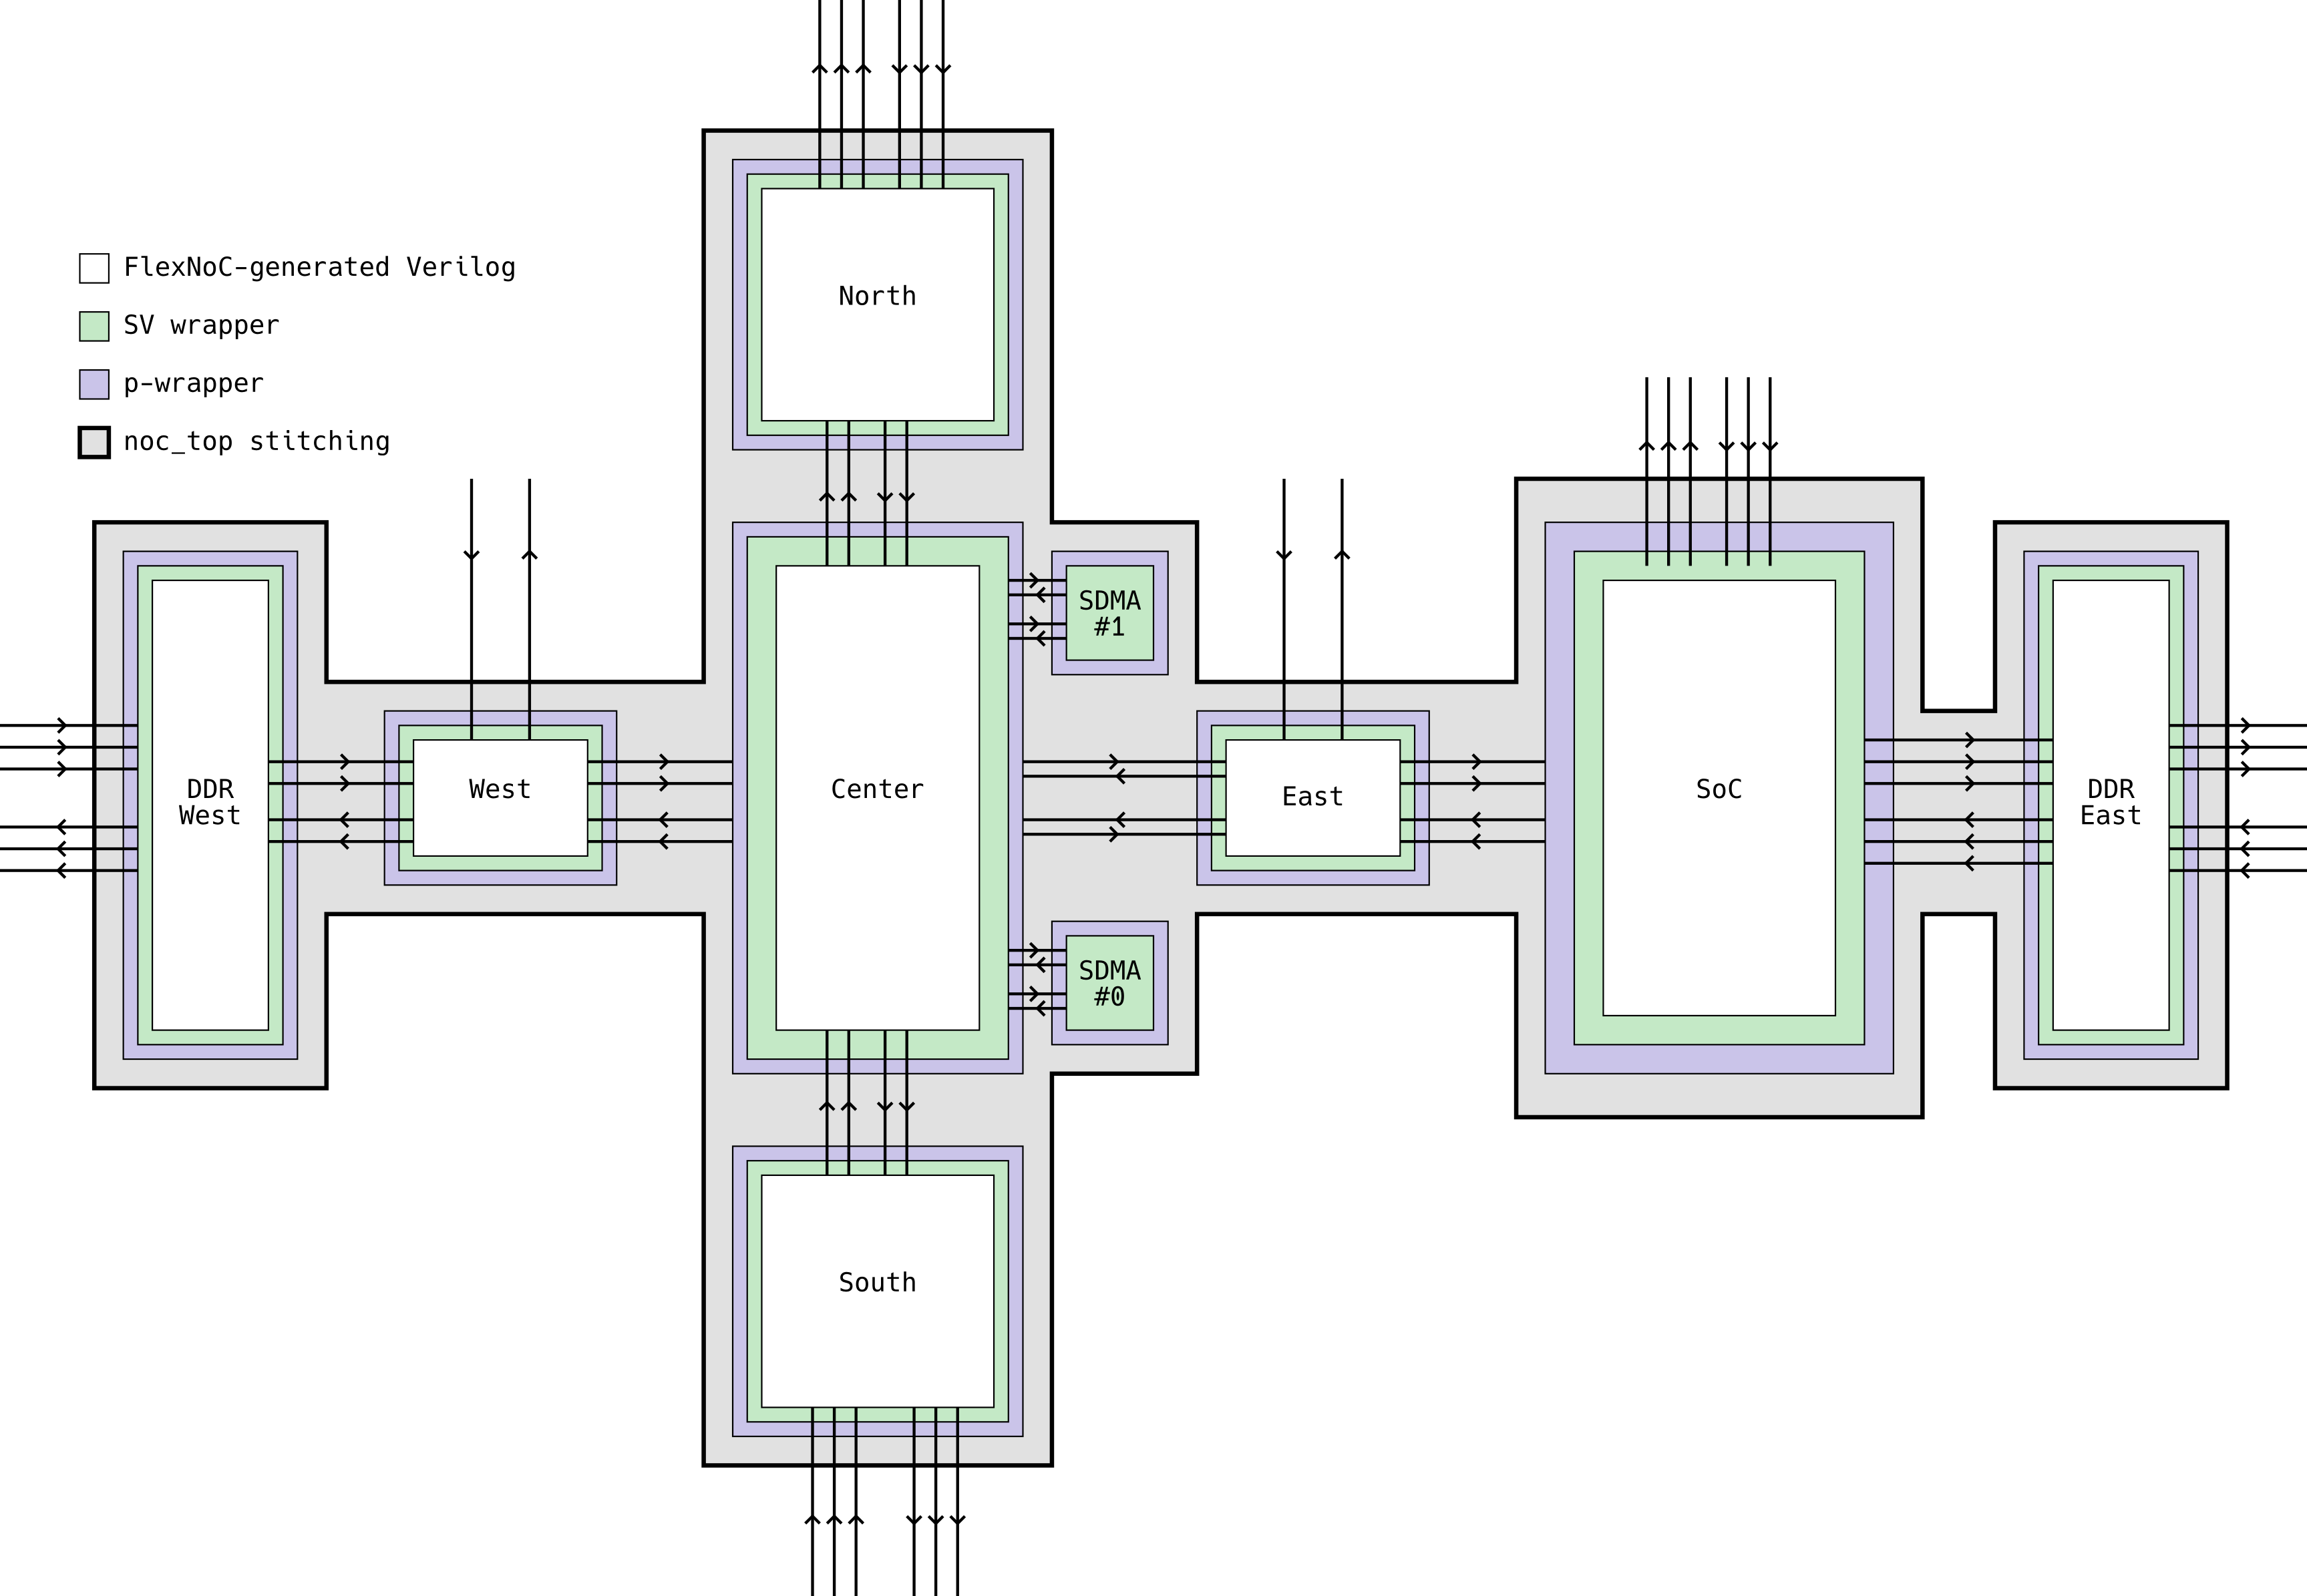 FlexNoC-generated Verilog
SV wrapper
p-wrapper
noc_top stitching
North
SDMA
#1
DDR
West
West
Center
East
SoC
DDR
East
SDMA
#0
South